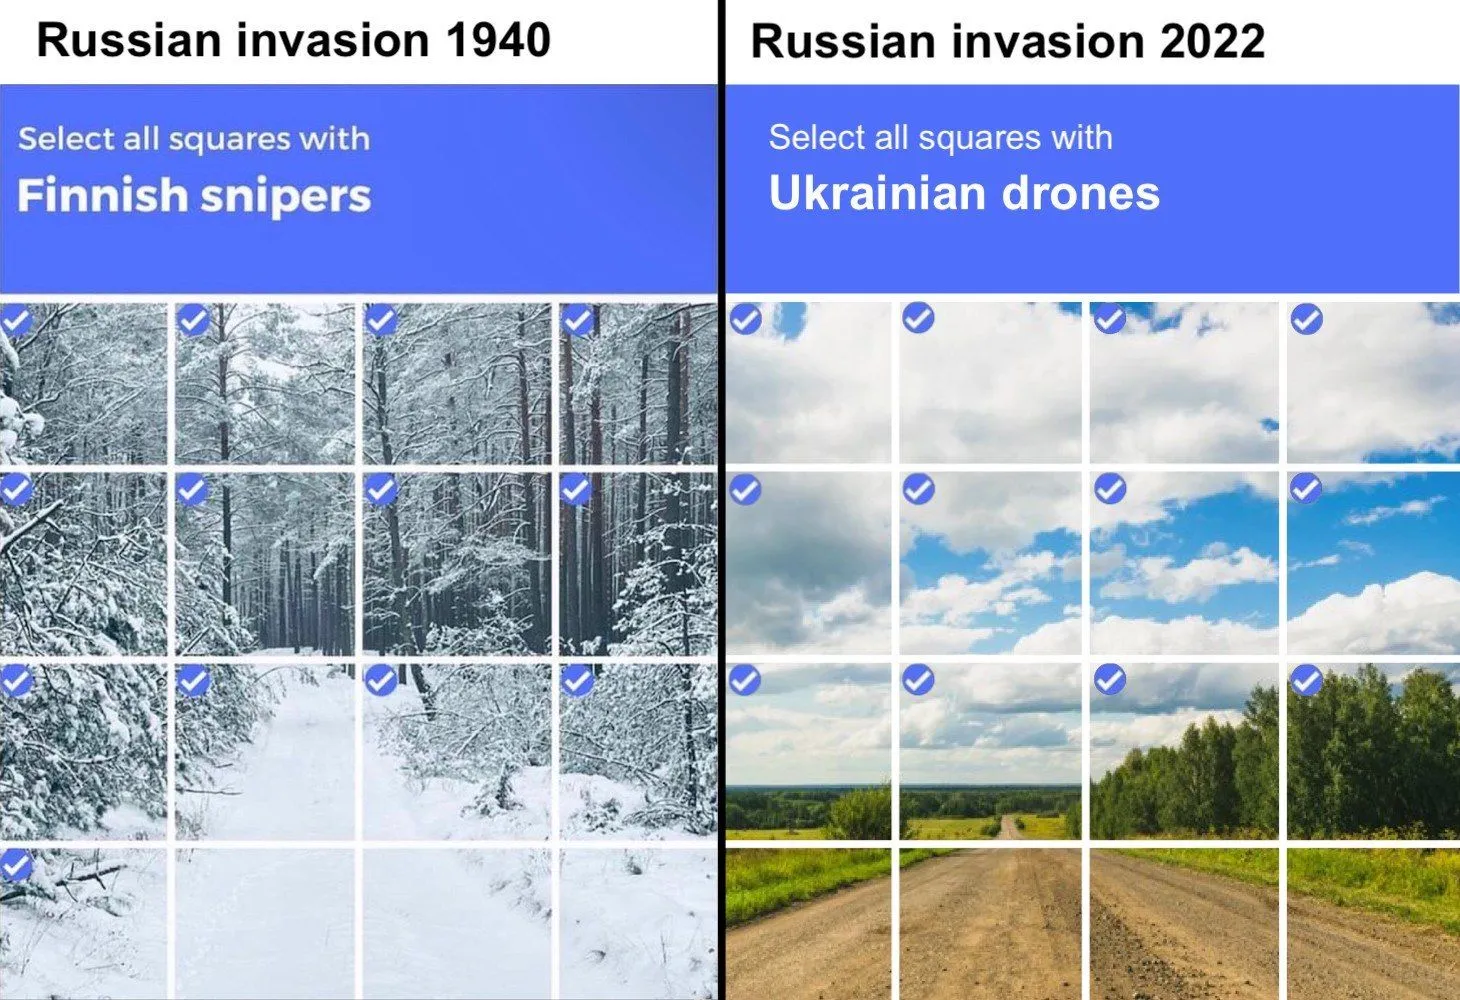 Russian invasion 1940
Select all squares with
Finnish snipers
Russian invasion 2022
Select all squares with
Ukrainian drones